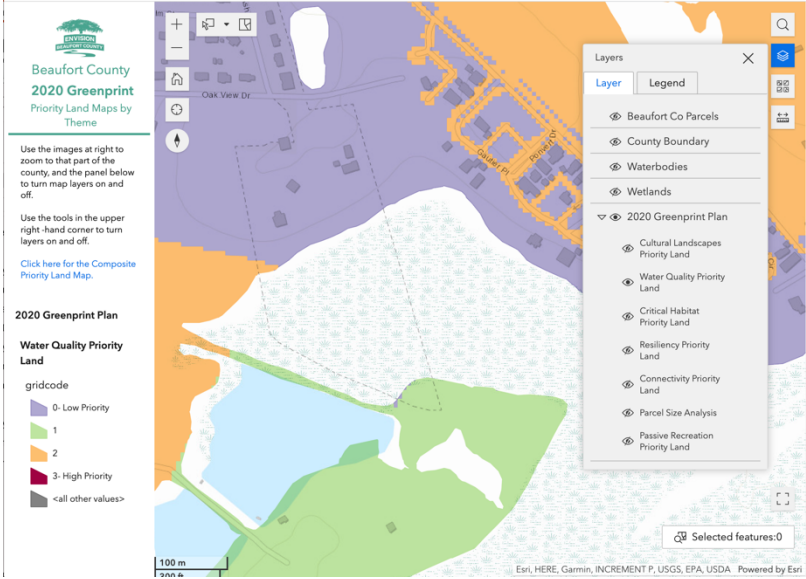 ENVISION
BEAUFORT COUNTY
Beaufort County
2020 Greenprint
Priority Land Maps by
Theme
Use the images at right to
zoom to that part of the
county, and the panel below
to turn map layers on and
off.
Use the tools in the upper
right -hand corner to turn
layers on and off.
Click here for the Composite
Priority Land Map.
2020 Greenprint Plan
Water Quality Priority
Land
gridcode
0- Low Priority
1
2
3- High Priority
<all other values>
Oak View Dr
Gautier Pl
Ponvert Dr
Layers
Layer
Legend
Beaufort Co Parcels
County Boundary
Waterbodies
Wetlands
2020 Greenprint Plan
Cultural Landscapes
Priority Land
Water Quality Priority
Land
Critical Habitat
Priority Land
Resiliency Priority
Land
Connectivity Priority
Land
Parcel Size Analysis
Passive Recreation
Priority Land
Selected features:0
100 m
300 ft
Esri, HERE, Garmin, INCREMENT P, USGS, EPA, USDA
Powered by Esri